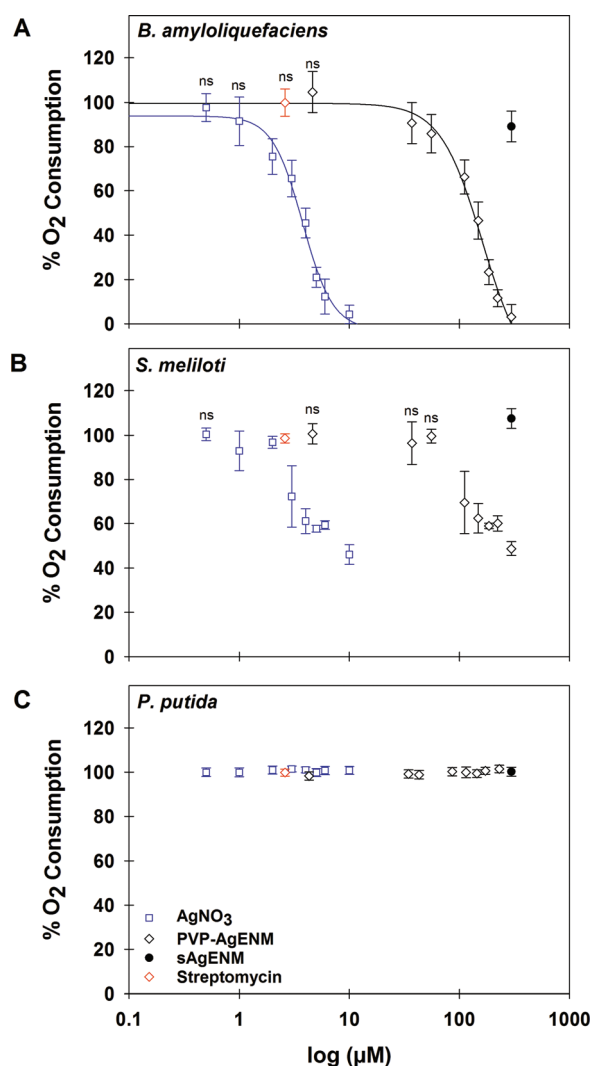 A
B. amyloliquefaciens
120
100
80
60
40
20
0
% O2 Consumption
ns
ns
ns
ns
B
S. meliloti
120
100
80
60
40
20
0
% O2 Consumption
ns
ns
ns
ns
C
P. putida
120
100
80
60
40
20
0
% O2 Consumption
AgNO3
PVP-AgENM
sAgENM
Streptomycin
0.1 1 10 100 1000
log (µM)